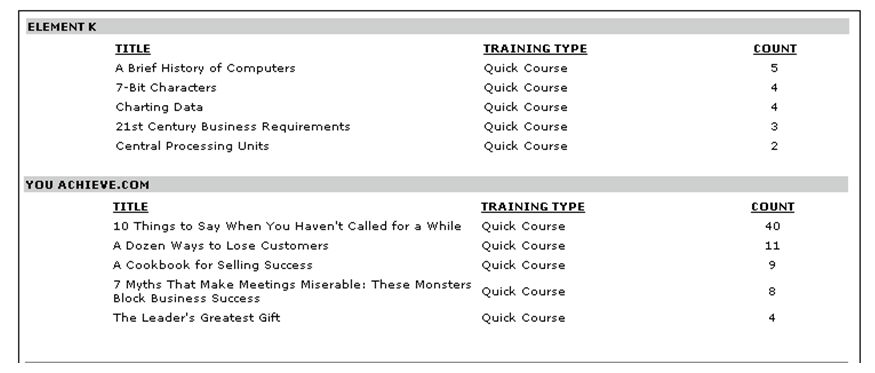 ELEMENT K
TITLE TRAINING TYPE COUNT
A Brief History of Computers Quick Course 5
7-Bit Characters Quick Course 4
Charting Data Quick Course 4
21st Century Business Requirements Quick Course 3
Central Processing Units Quick Course 2
YOU ACHIEVE.COM
TITLE TRAINING TYPE COUNT
10 Things to Say When You Haven't Called for a While Quick Course 40
A Dozen Ways to Lose Customers Quick Course 11
A Cookbook for Selling Success Quick Course 9
7 Myths That Make Meetings Miserable: These Monsters
Block Business Success Quick Course 8
The Leader's Greatest Gift Quick Course 4